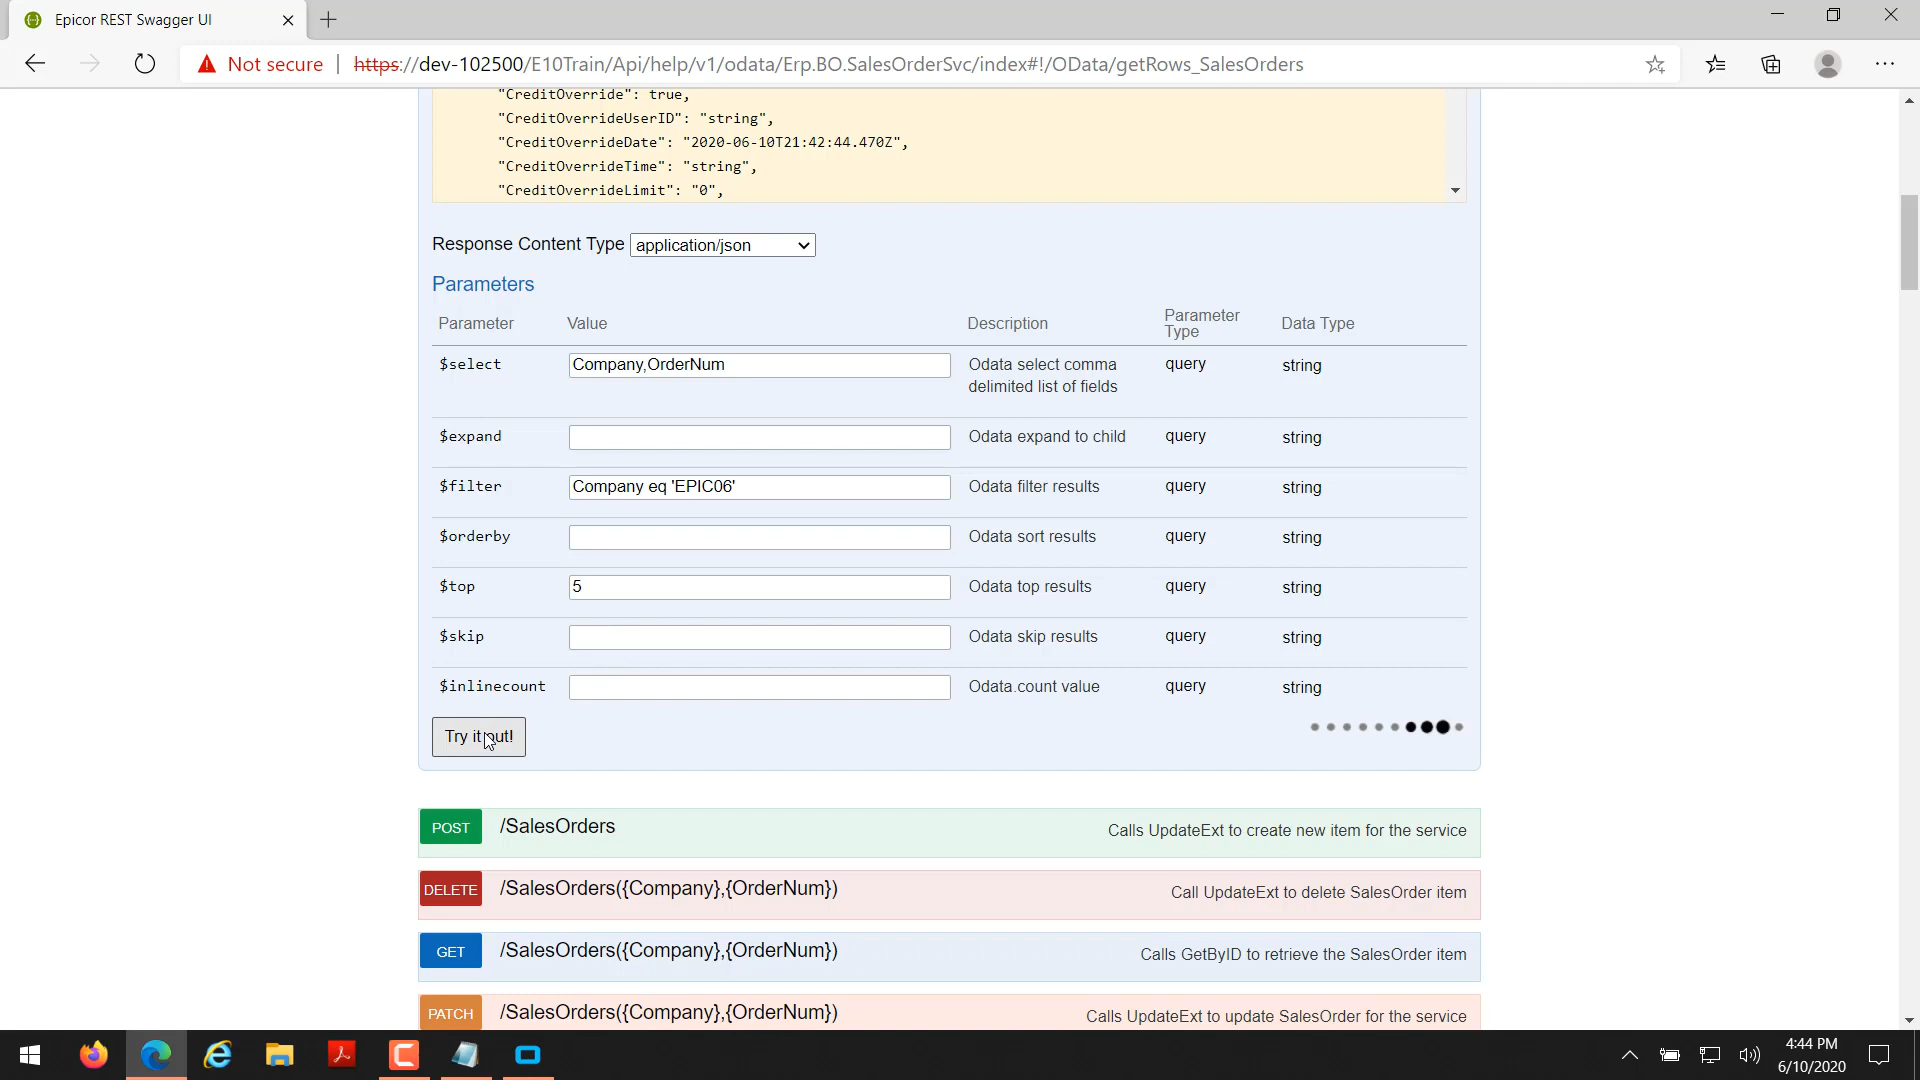 Epicor REST Swagger UI
Not secure | https://dev-102500/E10Train/Api/help/v1/odata/Erp.BO.SalesOrderSvc/index#!/OData/getRows_SalesOrders
"CreditOverride": true,
"CreditOverrideUserID": "string",
"CreditOverrideDate": "2020-06-10T21:42:44.470Z",
"CreditOverrideTime": "string",
"CreditOverrideLimit": "0",
Response Content Type application/json
Parameters
Parameter Value Description Parameter Type Data Type
$select Company,OrderNum Odata select comma delimited list of fields query string
$expand Odata expand to child query string
$filter Company eq 'EPIC06' Odata filter results query string
$orderby Odata sort results query string
$top 5 Odata top results query string
$skip Odata skip results query string
$inlinecount Odata.count value query string
Try it out!
POST /SalesOrders Calls UpdateExt to create new item for the service
DELETE /SalesOrders({Company},{OrderNum}) Call UpdateExt to delete SalesOrder item
GET /SalesOrders({Company},{OrderNum}) Calls GetByID to retrieve the SalesOrder item
PATCH /SalesOrders({Company},{OrderNum}) Calls UpdateExt to update SalesOrder for the service
4:44 PM
6/10/2020